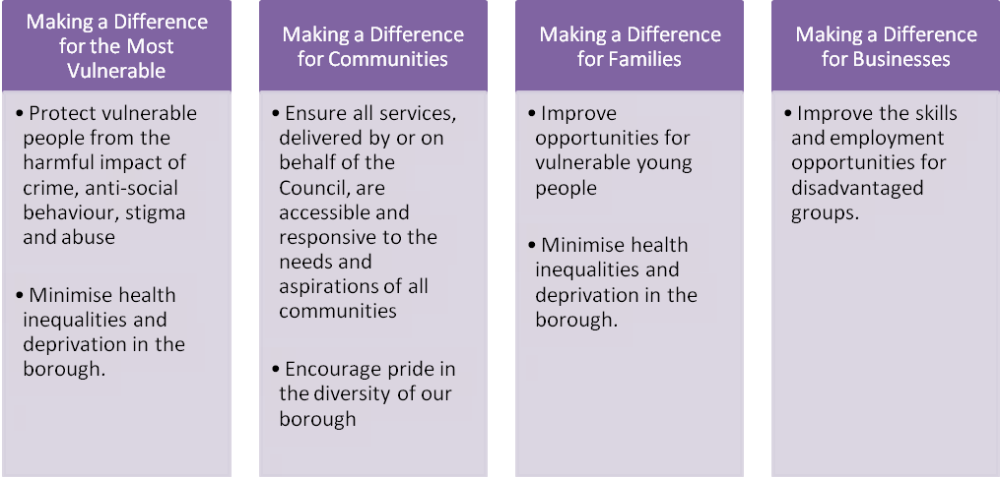 Making a Difference
for the Most
Vulnerable
• Protect vulnerable
people from the
harmful impact of
crime, anti-social
behaviour, stigma
and abuse
• Minimise health
inequalities and
deprivation in the
borough.
Making a Difference
for Communities
• Ensure all services,
delivered by or on
behalf of the
Council, are
accessible and
responsive to the
needs and
aspirations of all
communities
• Encourage pride in
the diversity of our
borough
Making a Difference
for Families
• Improve
opportunities for
vulnerable young
people
• Minimise health
inequalities and
deprivation in the
borough.
Making a Difference
for Businesses
• Improve the skills
and employment
opportunities for
disadvantaged
groups.